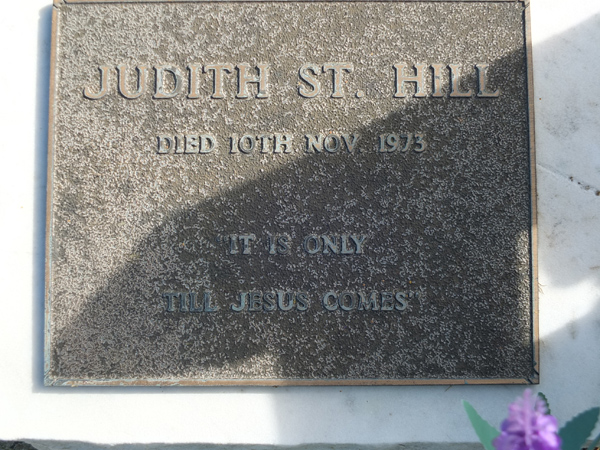 JUDITH ST. HILL
DIED 10TH NOV. 1973
"IT IS ONLY
TILL JESUS COMES"